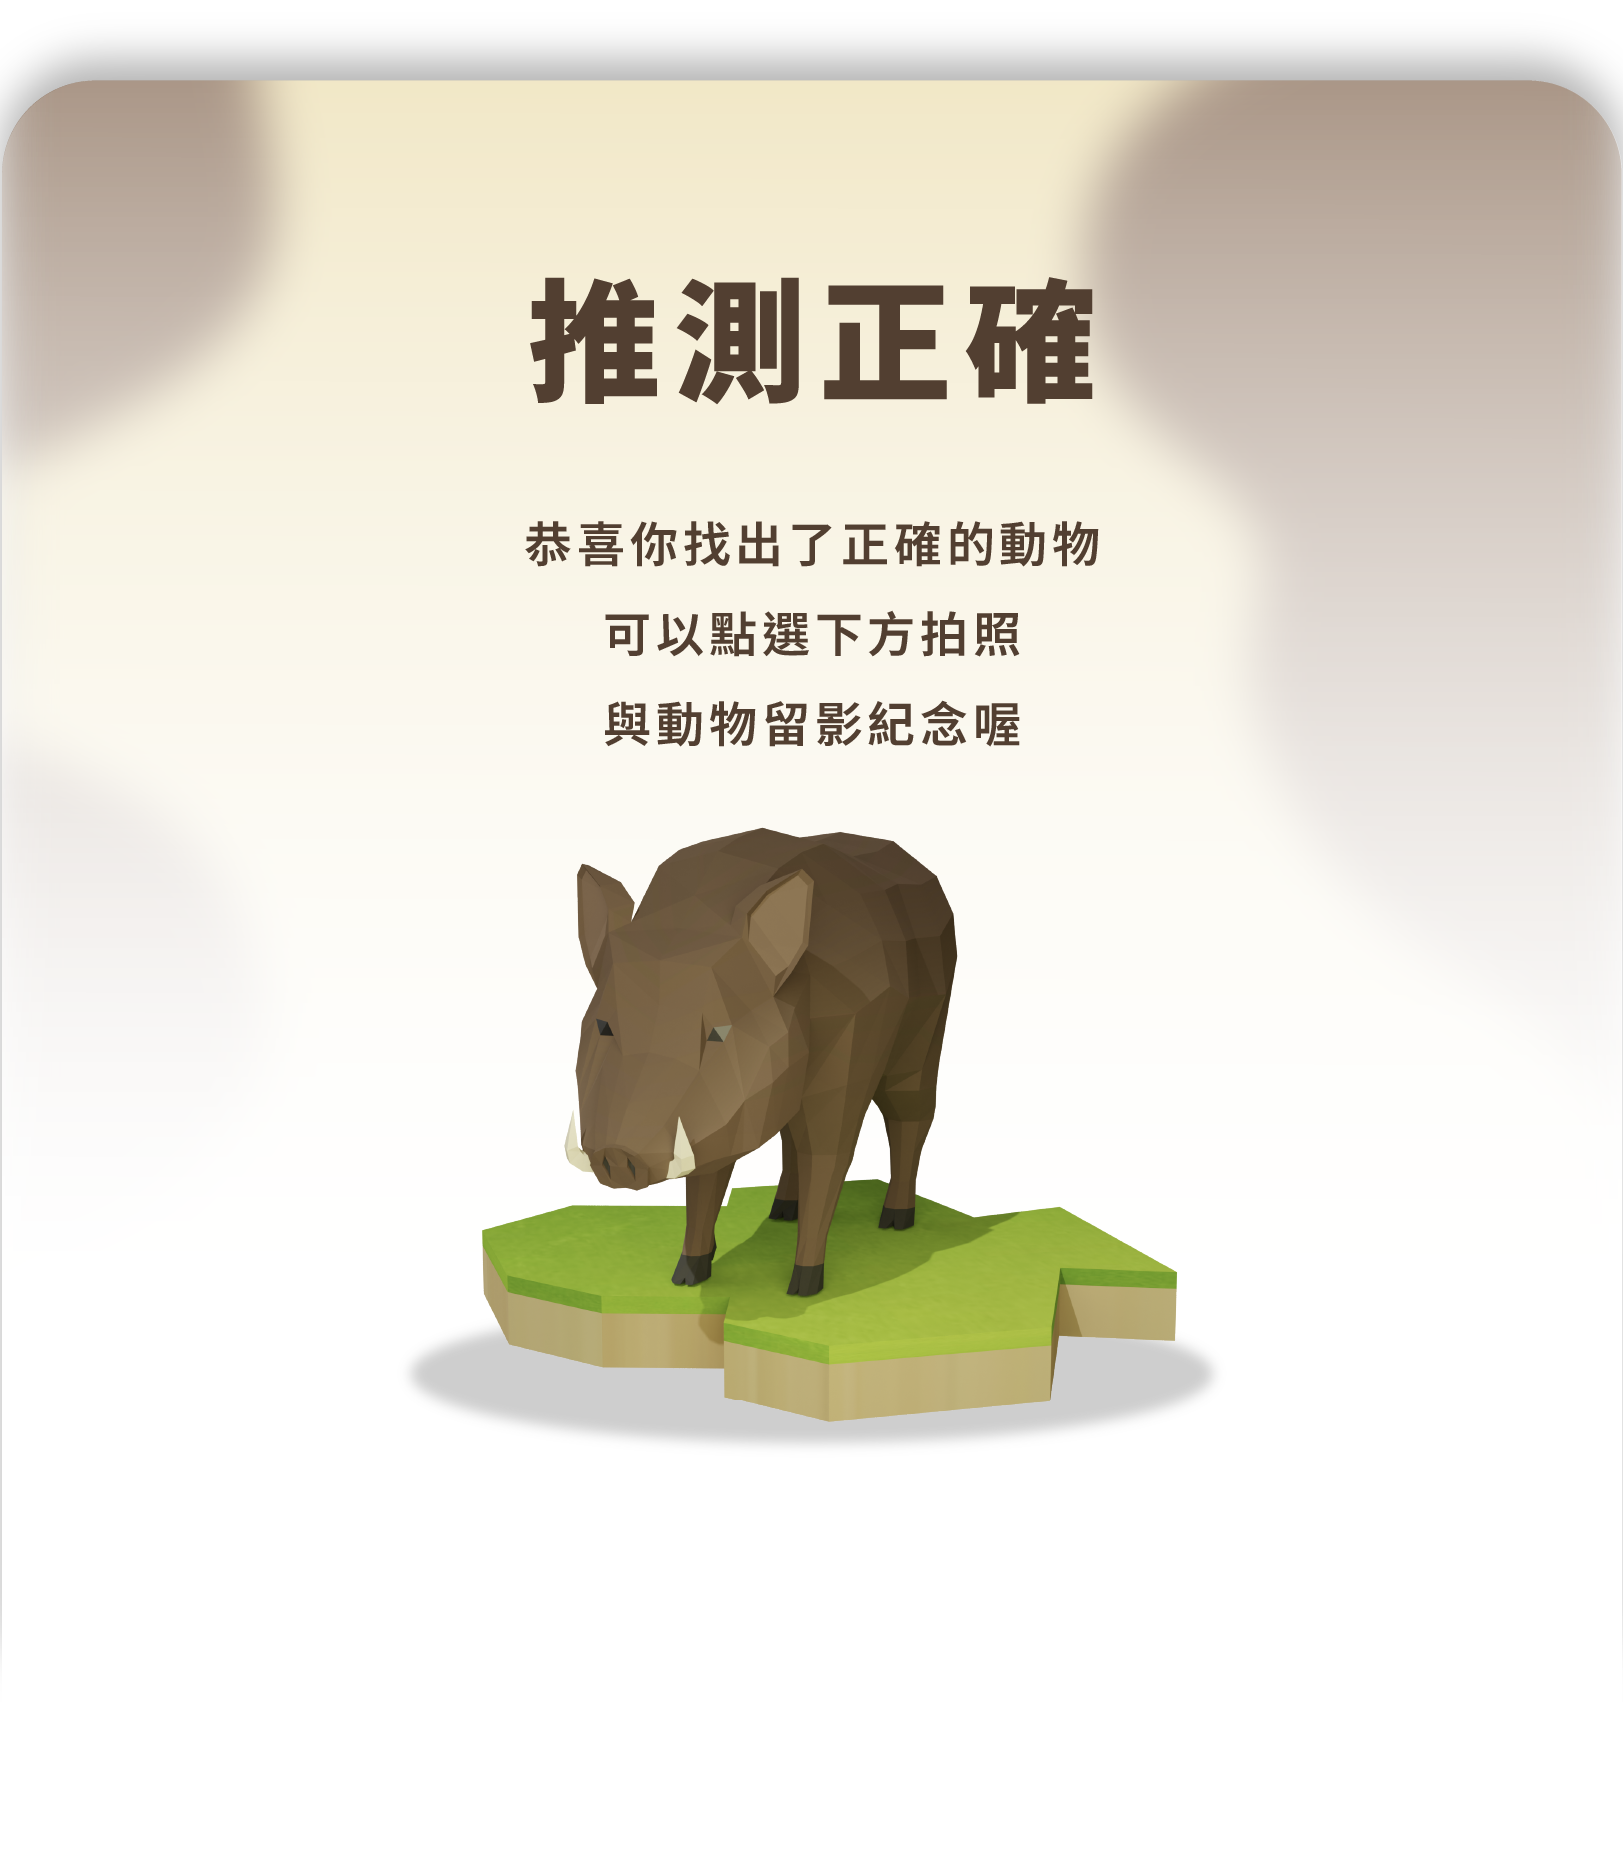 推測正確
恭喜你找出了正確的動物
可以點選下方拍照
與動物留影紀念喔